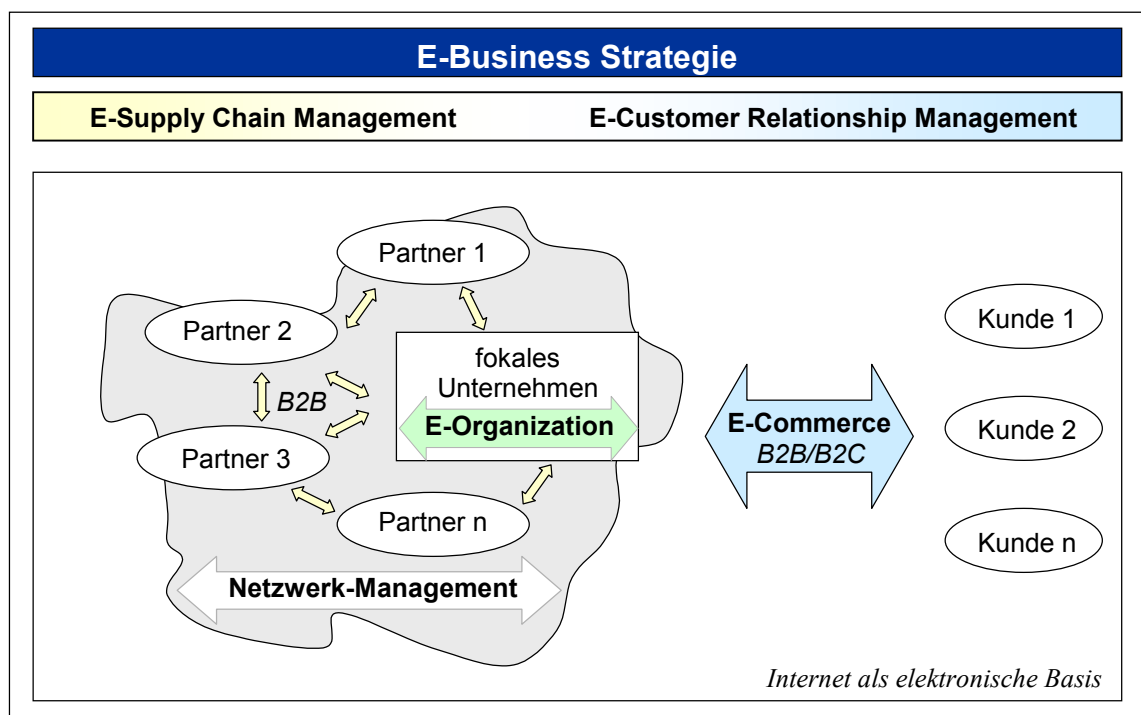 E-Business Strategie
E-Supply Chain Management
E-Customer Relationship Management
Partner 1
Partner 2
Kunde 1
fokales
Unternehmen
B2B
E-Organization
E-Commerce
B2B/B2C
Kunde 2
Partner 3
Partner n
Kunde n
Netzwerk-Management
Internet als elektronische Basis